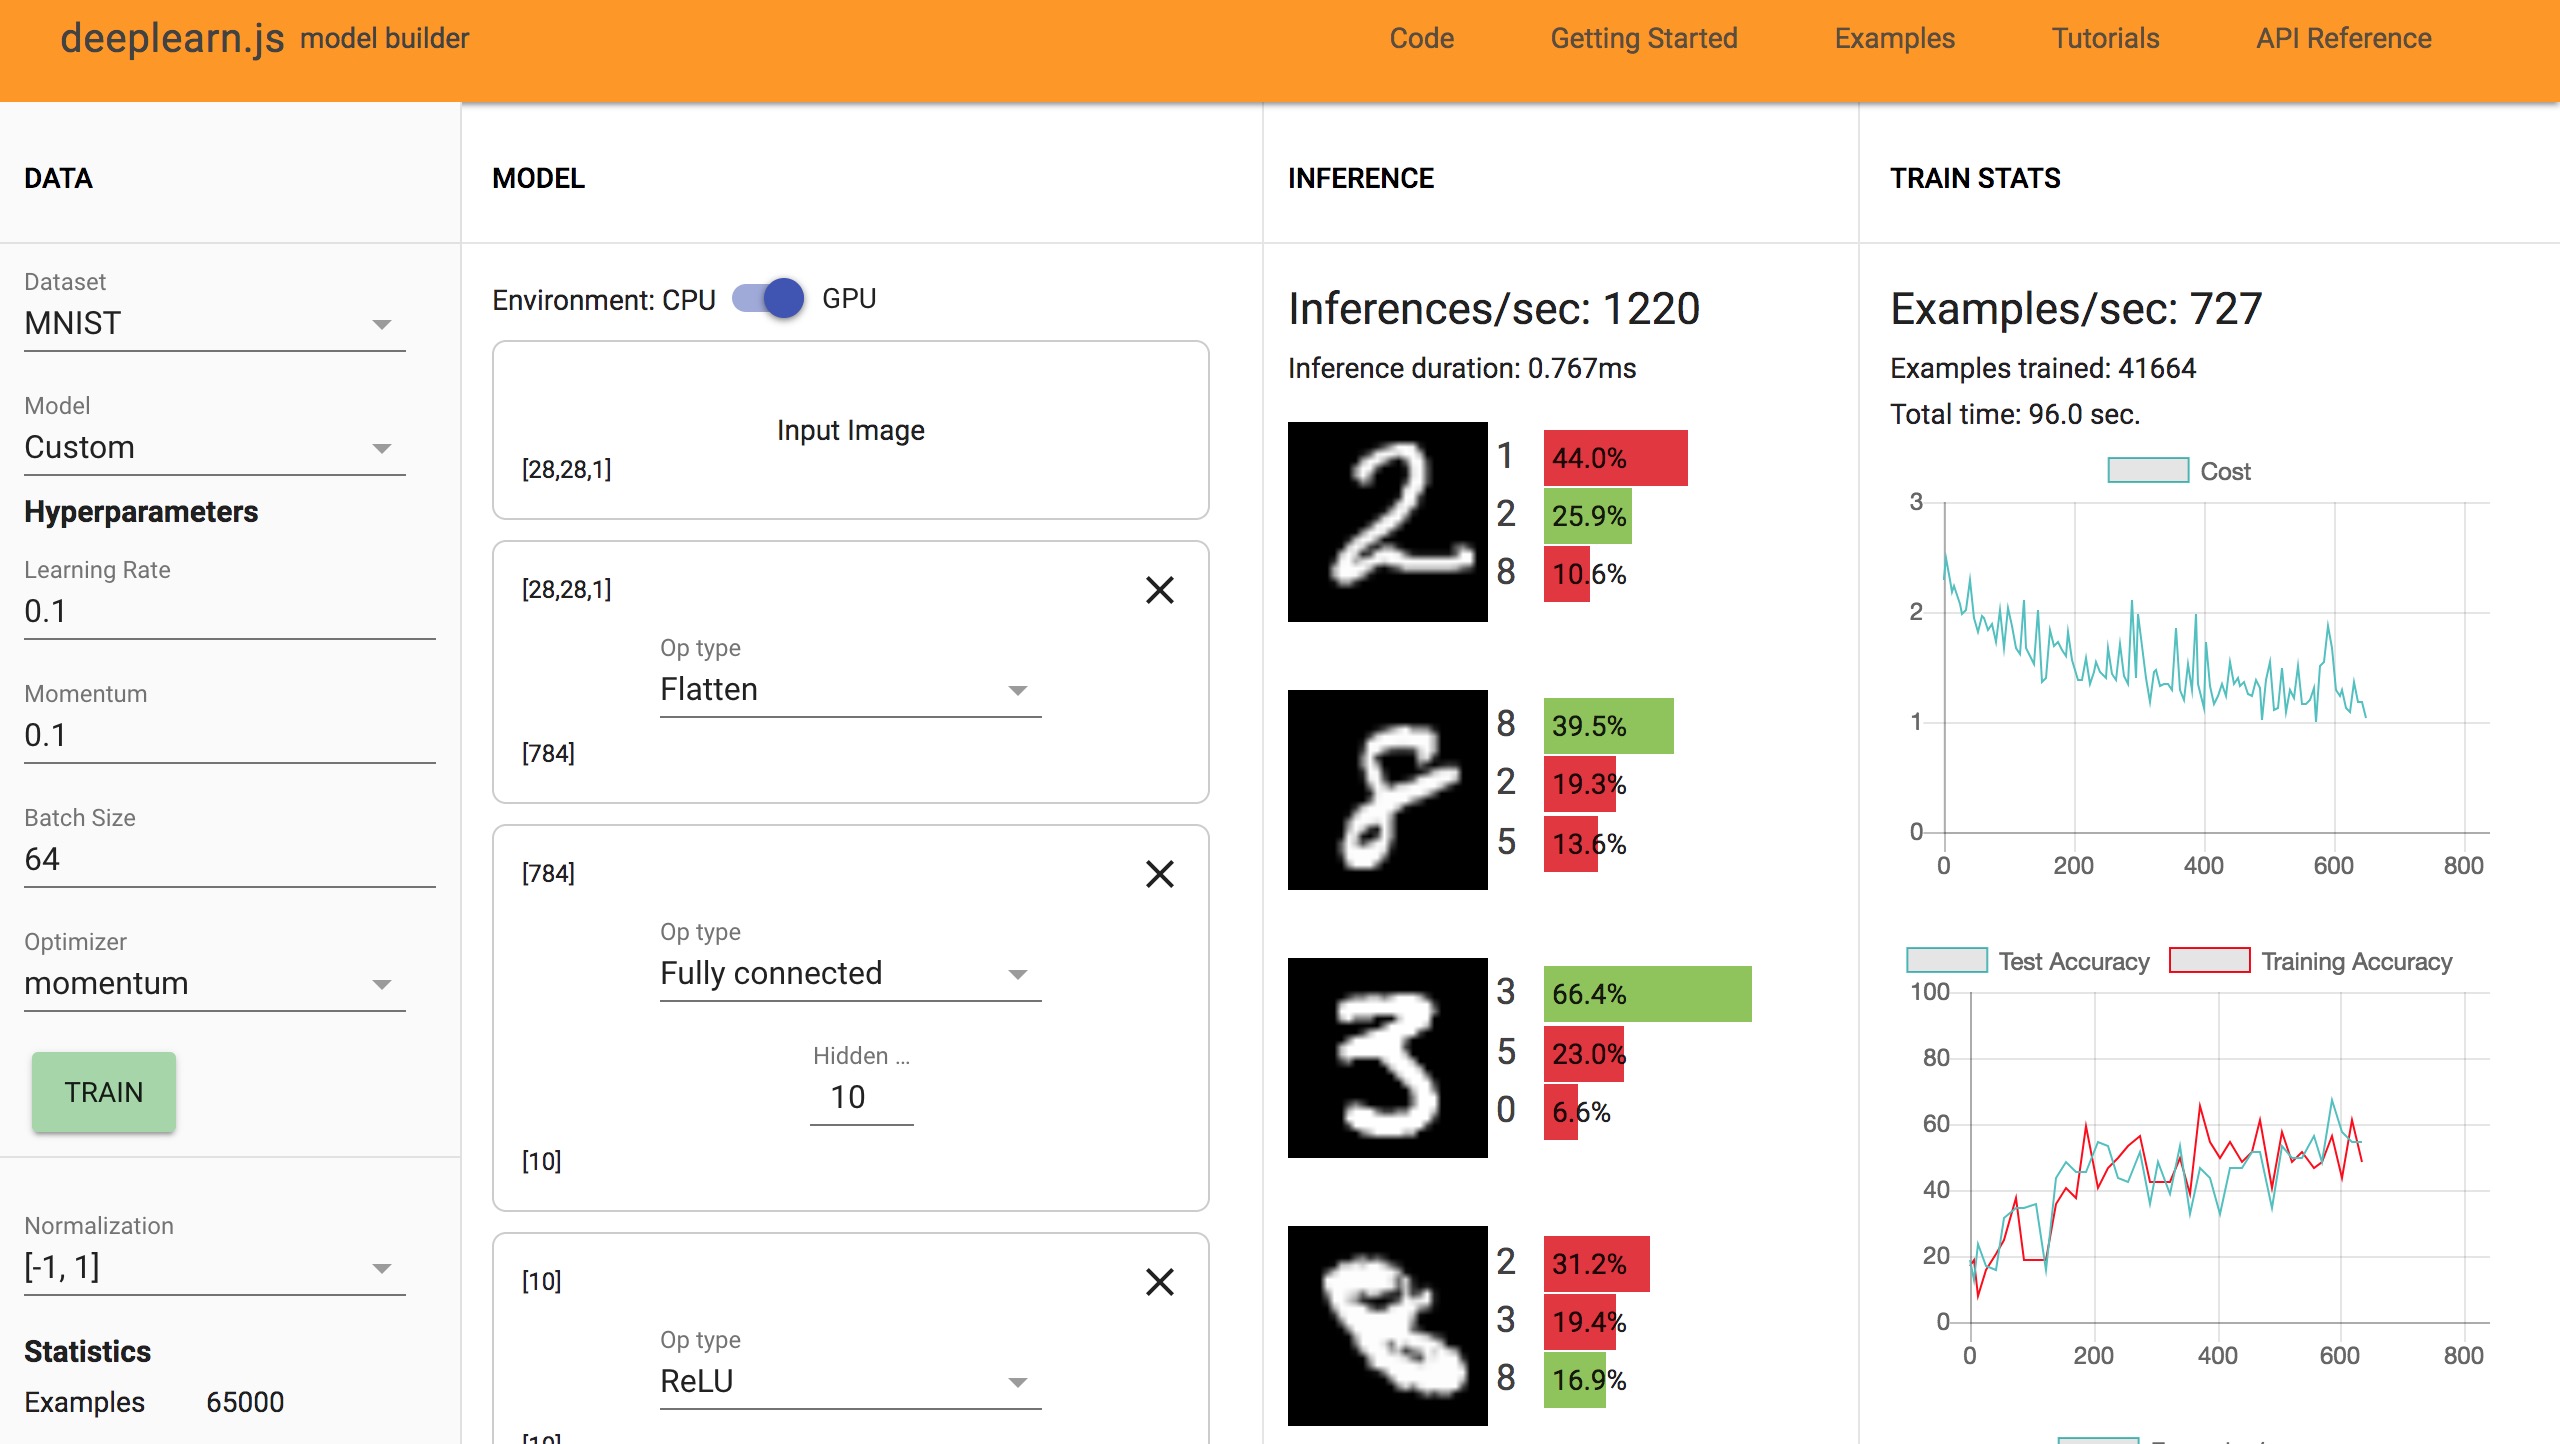 deeplearn.js model builder
Code Getting Started Examples Tutorials API Reference
DATA
Dataset
MNIST
Model
Custom
Hyperparameters
Learning Rate
0.1
Momentum
0.1
Batch Size
64
Optimizer
momentum
TRAIN
Normalization
[-1, 1]
Statistics
Examples 65000
MODEL
Environment: CPU GPU
Input Image
[28,28,1]
[28,28,1]
Op type
Flatten
[784]
[784]
Op type
Fully connected
Hidden ...
10
[10]
[10]
Op type
ReLU
[10]
INFERENCE
Inferences/sec: 1220
Inference duration: 0.767ms
1 44.0%
2 25.9%
8 10.6%
8 39.5%
2 19.3%
5 13.6%
3 66.4%
5 23.0%
0 6.6%
2 31.2%
3 19.4%
8 16.9%
TRAIN STATS
Examples/sec: 727
Examples trained: 41664
Total time: 96.0 sec.
Cost
3
2
1
0
0 200 400 600 800
Test Accuracy Training Accuracy
100
80
60
40
20
0
0 200 400 600 800